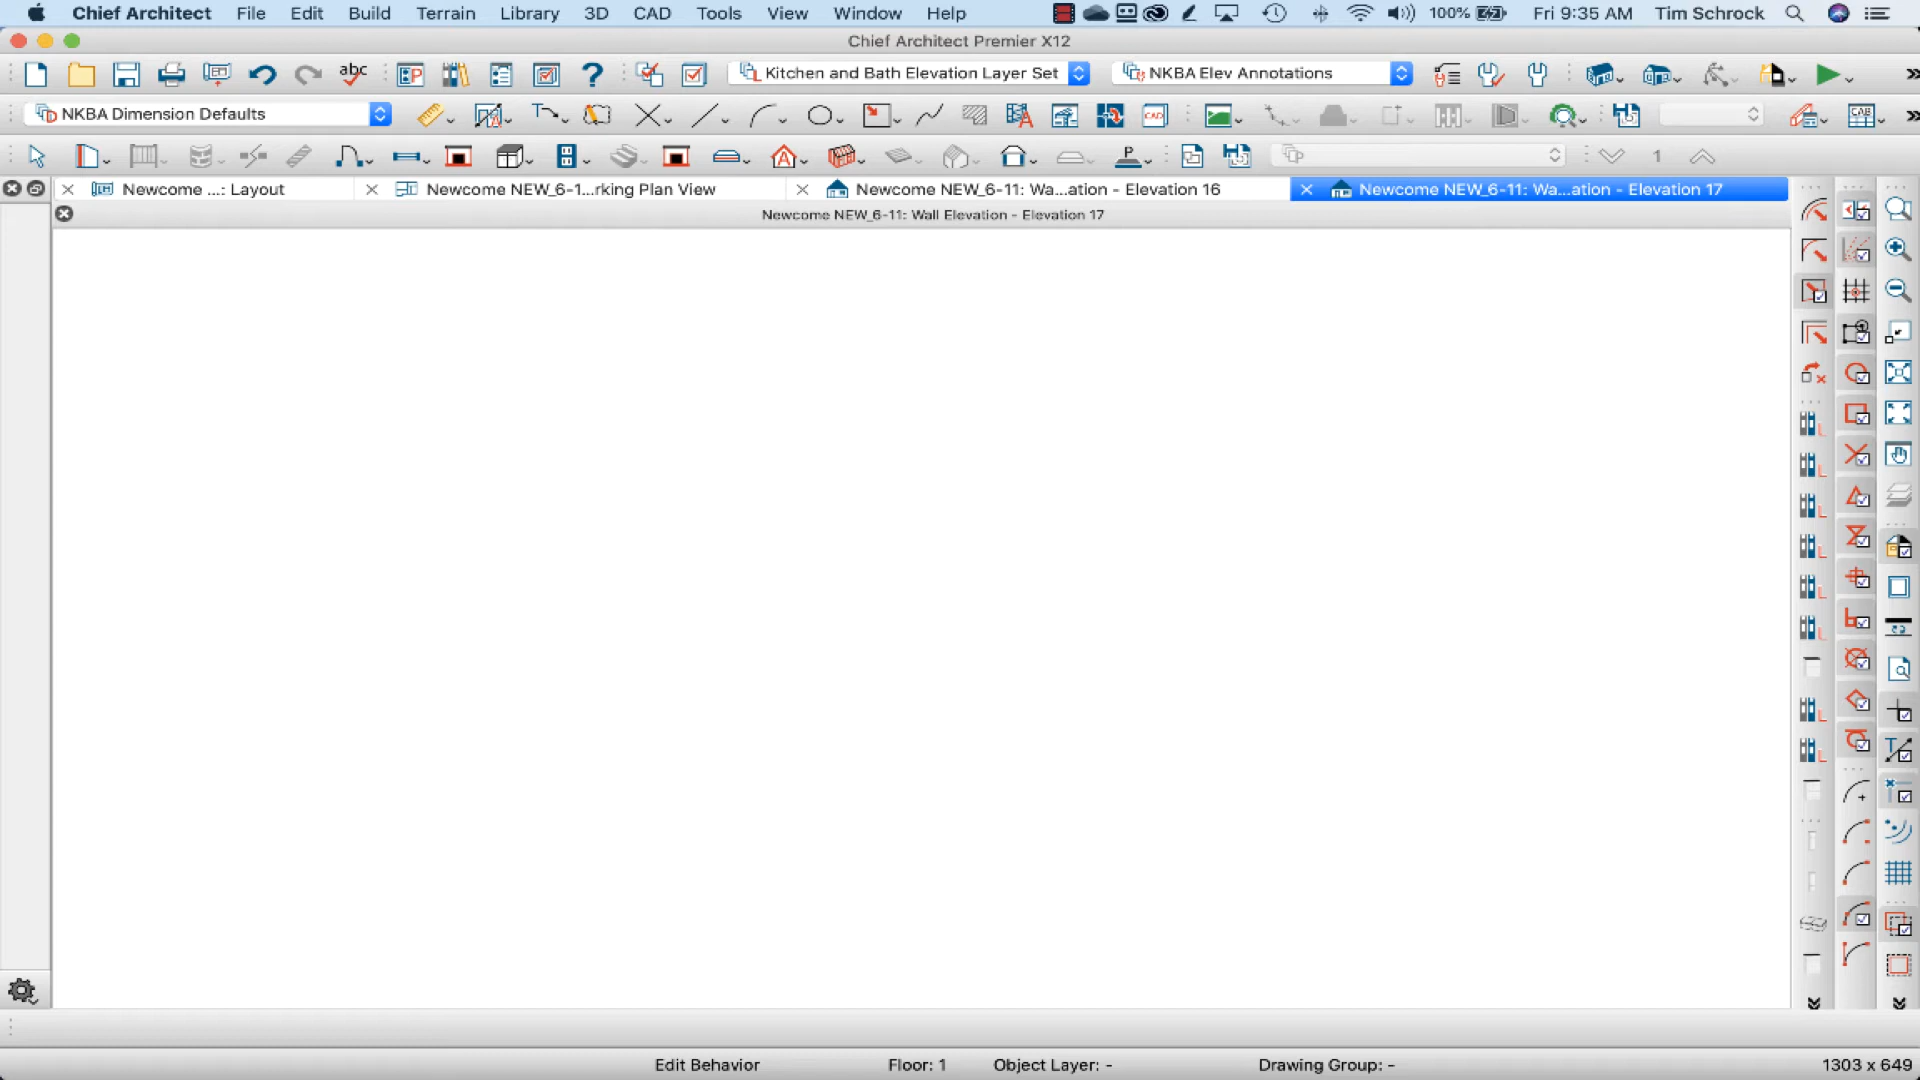 Chief Architect File Edit Build Terrain Library 3D CAD Tools View Window Help 100% Fri 9:35 AM Tim Schrock
Chief Architect Premier X12
abc P ? Kitchen and Bath Elevation Layer Set NKBA Elev Annotations
NKBA Dimension Defaults CAD CAB
P 1
Newcome ...: Layout Newcome NEW_6-1...rking Plan View Newcome NEW_6-11: Wa...ation - Elevation 16 Newcome NEW_6-11: Wa...ation - Elevation 17
Newcome NEW_6-11: Wall Elevation - Elevation 17
Edit Behavior Floor: 1 Object Layer: - Drawing Group: - 1303 x 649